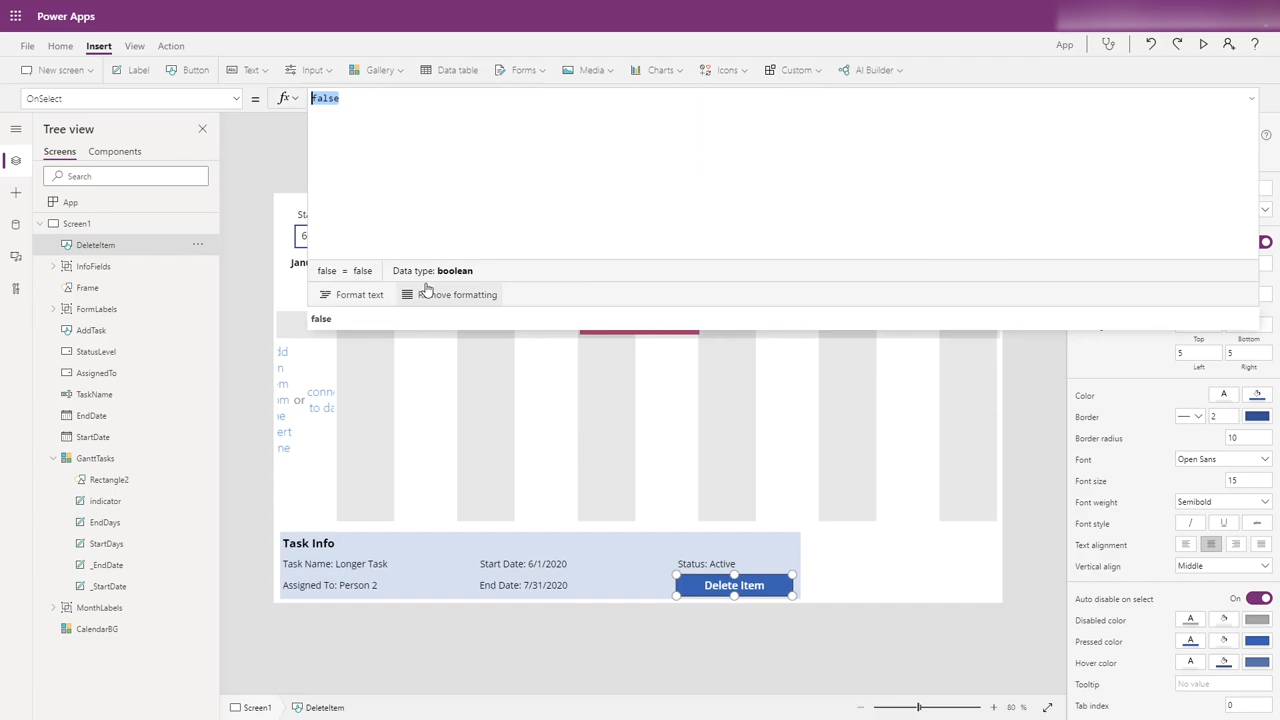 Power Apps
File Home Insert View Action App
New screen Label Button Text Input Gallery Data table Forms Media Charts Icons Custom AI Builder
OnSelect = fx false
Tree view
Screens Components
Search
App
Screen1
DeleteItem ...
InfoFields
Frame
FormLabels
AddTask
StatusLevel
AssignedTo
TaskName
EndDate
StartDate
GanttTasks
Rectangle2
indicator
EndDays
StartDays
_EndDate
_StartDate
MonthLabels
CalendarBG
false = false Data type: boolean
Format text Remove formatting
false
or
Task Info
Task Name: Longer Task Start Date: 6/1/2020 Status: Active
Assigned To: Person 2 End Date: 7/31/2020 Delete Item
Top Bottom
5 5
Left Right
Color A
Border 2
Border radius 10
Font Open Sans
Font size 15
Font weight Semibold
Font style / U abc
Text alignment
Vertical align Middle
Auto disable on select On
Disabled color A
Pressed color A
Hover color A
Tooltip No value
Tab index 0
Screen1 DeleteItem − + 80 %